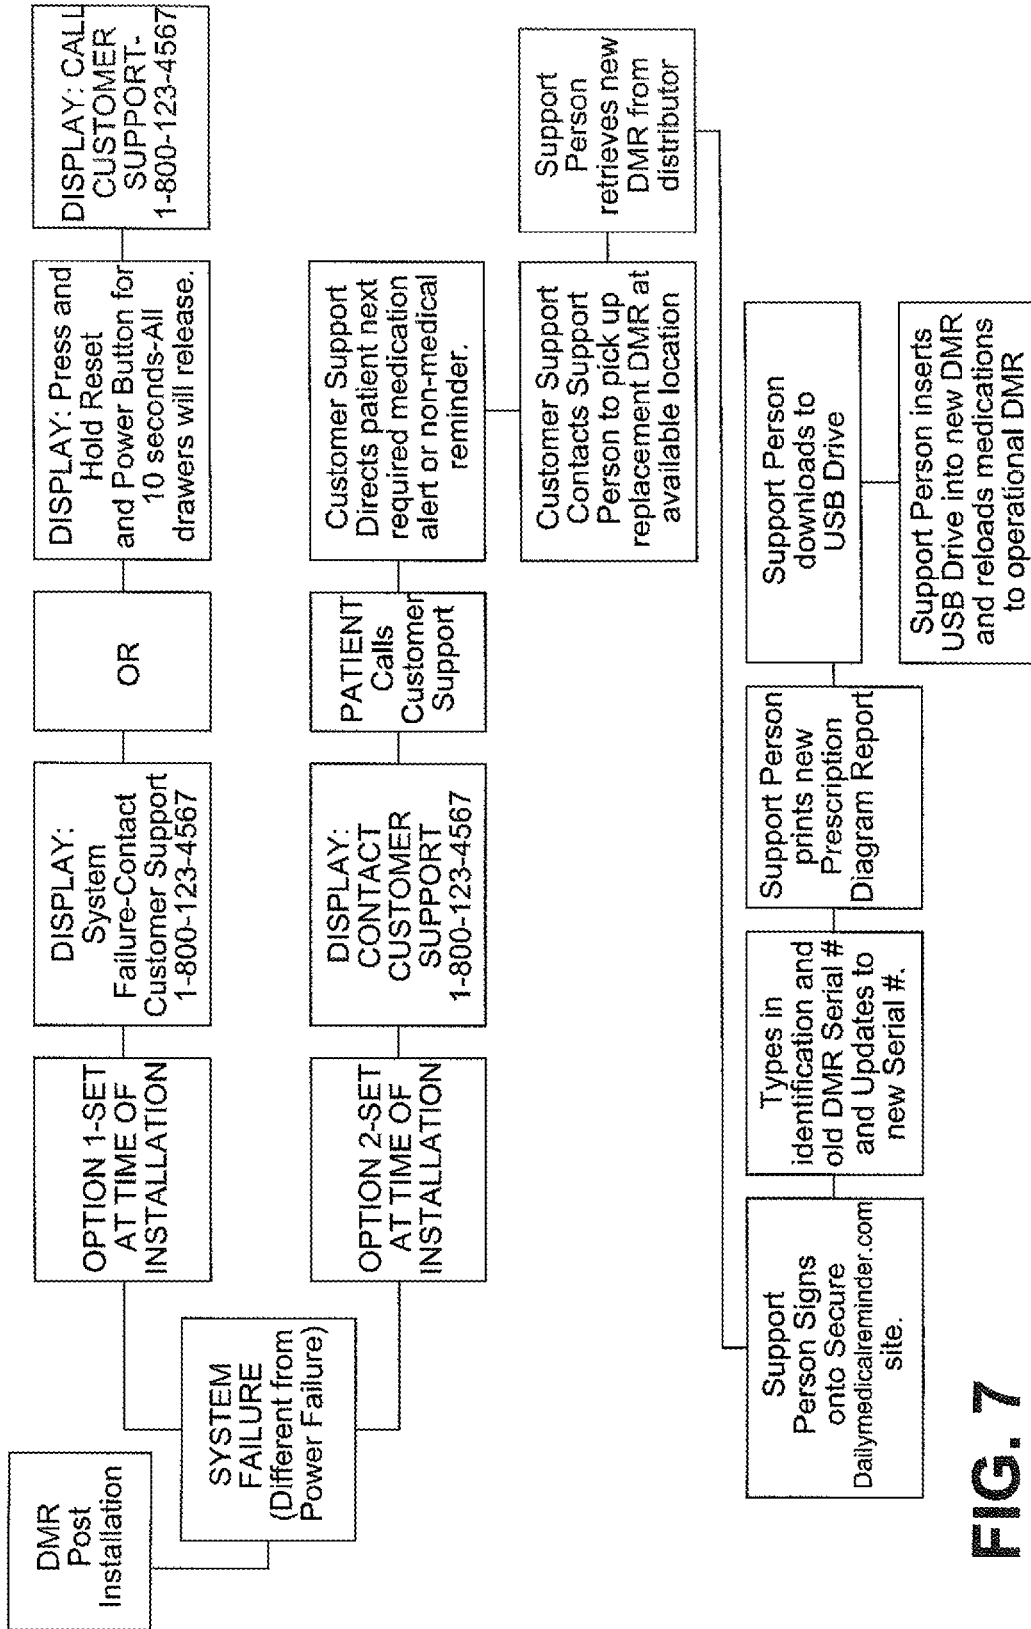 DMR
Post
Installation
SYSTEM
FAILURE
(Different from
Power Failure)
OPTION 1-SET
AT TIME OF
INSTALLATION
DISPLAY:
System
Failure-Contact
Customer Support
1-800-123-4567
OR
DISPLAY: Press and
Hold Reset
and Power Button for
10 seconds-All
drawers will release.
DISPLAY: CALL
CUSTOMER
SUPPORT-
1-800-123-4567
OPTION 2-SET
AT TIME OF
INSTALLATION
DISPLAY:
CONTACT
CUSTOMER
SUPPORT
1-800-123-4567
PATIENT
Calls
Customer
Support
Customer Support
Directs patient next
required medication
alert or non-medical
reminder.
Customer Support
Contacts Support
Person to pick up
replacement DMR at
available location
Support
Person
retrieves new
DMR from
distributor
Support
Person Signs
onto Secure
Dailymedicalreminder.com
site.
Types in
identification and
old DMR Serial #
and Updates to
new Serial #.
Support Person
prints new
Prescription
Diagram Report
Support Person
downloads to
USB Drive
Support Person inserts
USB Drive into new DMR
and reloads medications
to operational DMR
FIG. 7